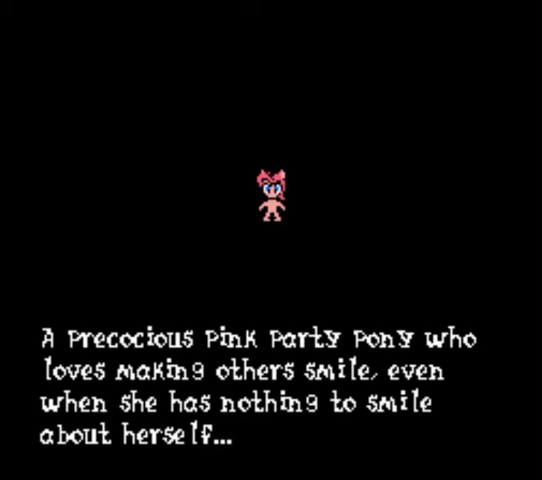 A precocious pink party pony who
loves making others smile, even
when she has nothing to smile
about herself...